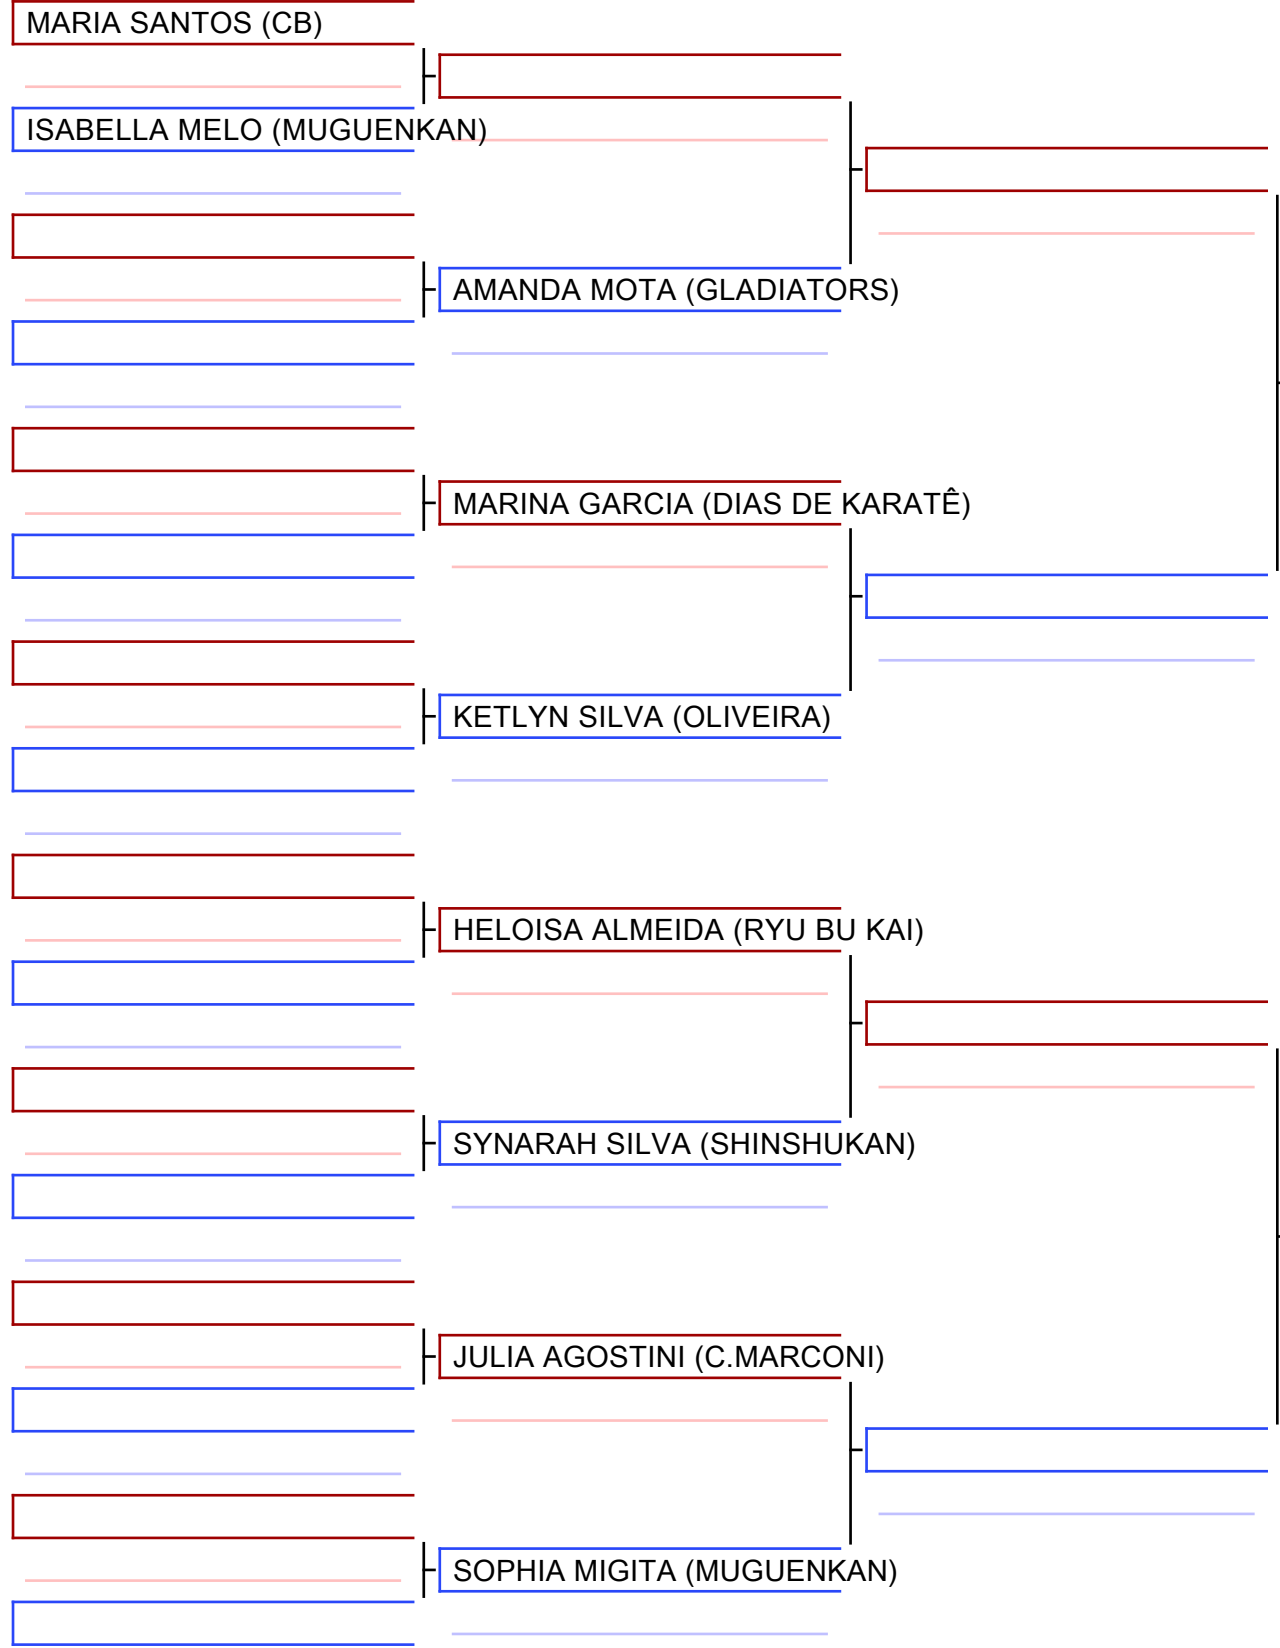 MARIA SANTOS (CB)
ISABELLA MELO (MUGUENKAN)
AMANDA MOTA (GLADIATORS)
MARINA GARCIA (DIAS DE KARATÊ)
KETLYN SILVA (OLIVEIRA)
HELOISA ALMEIDA (RYU BU KAI)
SYNARAH SILVA (SHINSHUKAN)
JULIA AGOSTINI (C.MARCONI)
SOPHIA MIGITA (MUGUENKAN)